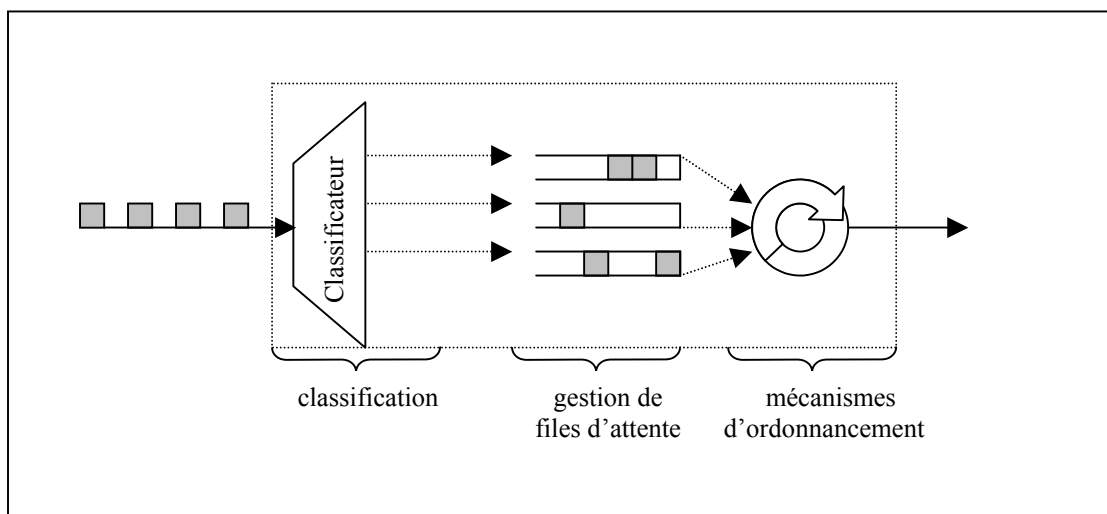 Classificateur
classification
gestion de
files d’attente
mécanismes
d’ordonnancement